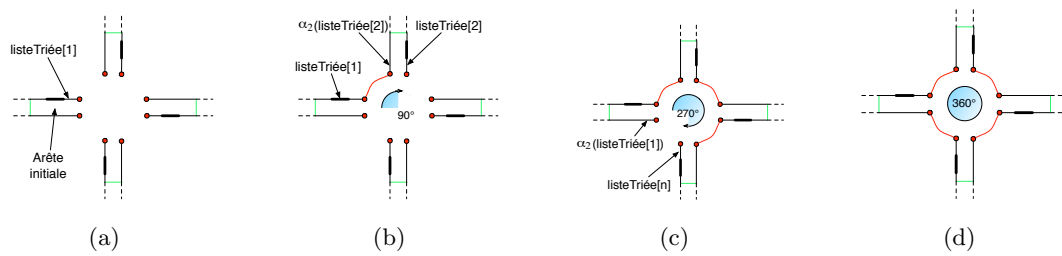 listeTriée[1]
Arête
initiale
(a)
α₂(listeTriée[2])
listeTriée[2]
listeTriée[1]
90°
(b)
270°
α₂(listeTriée[1])
listeTriée[n]
(c)
360°
(d)